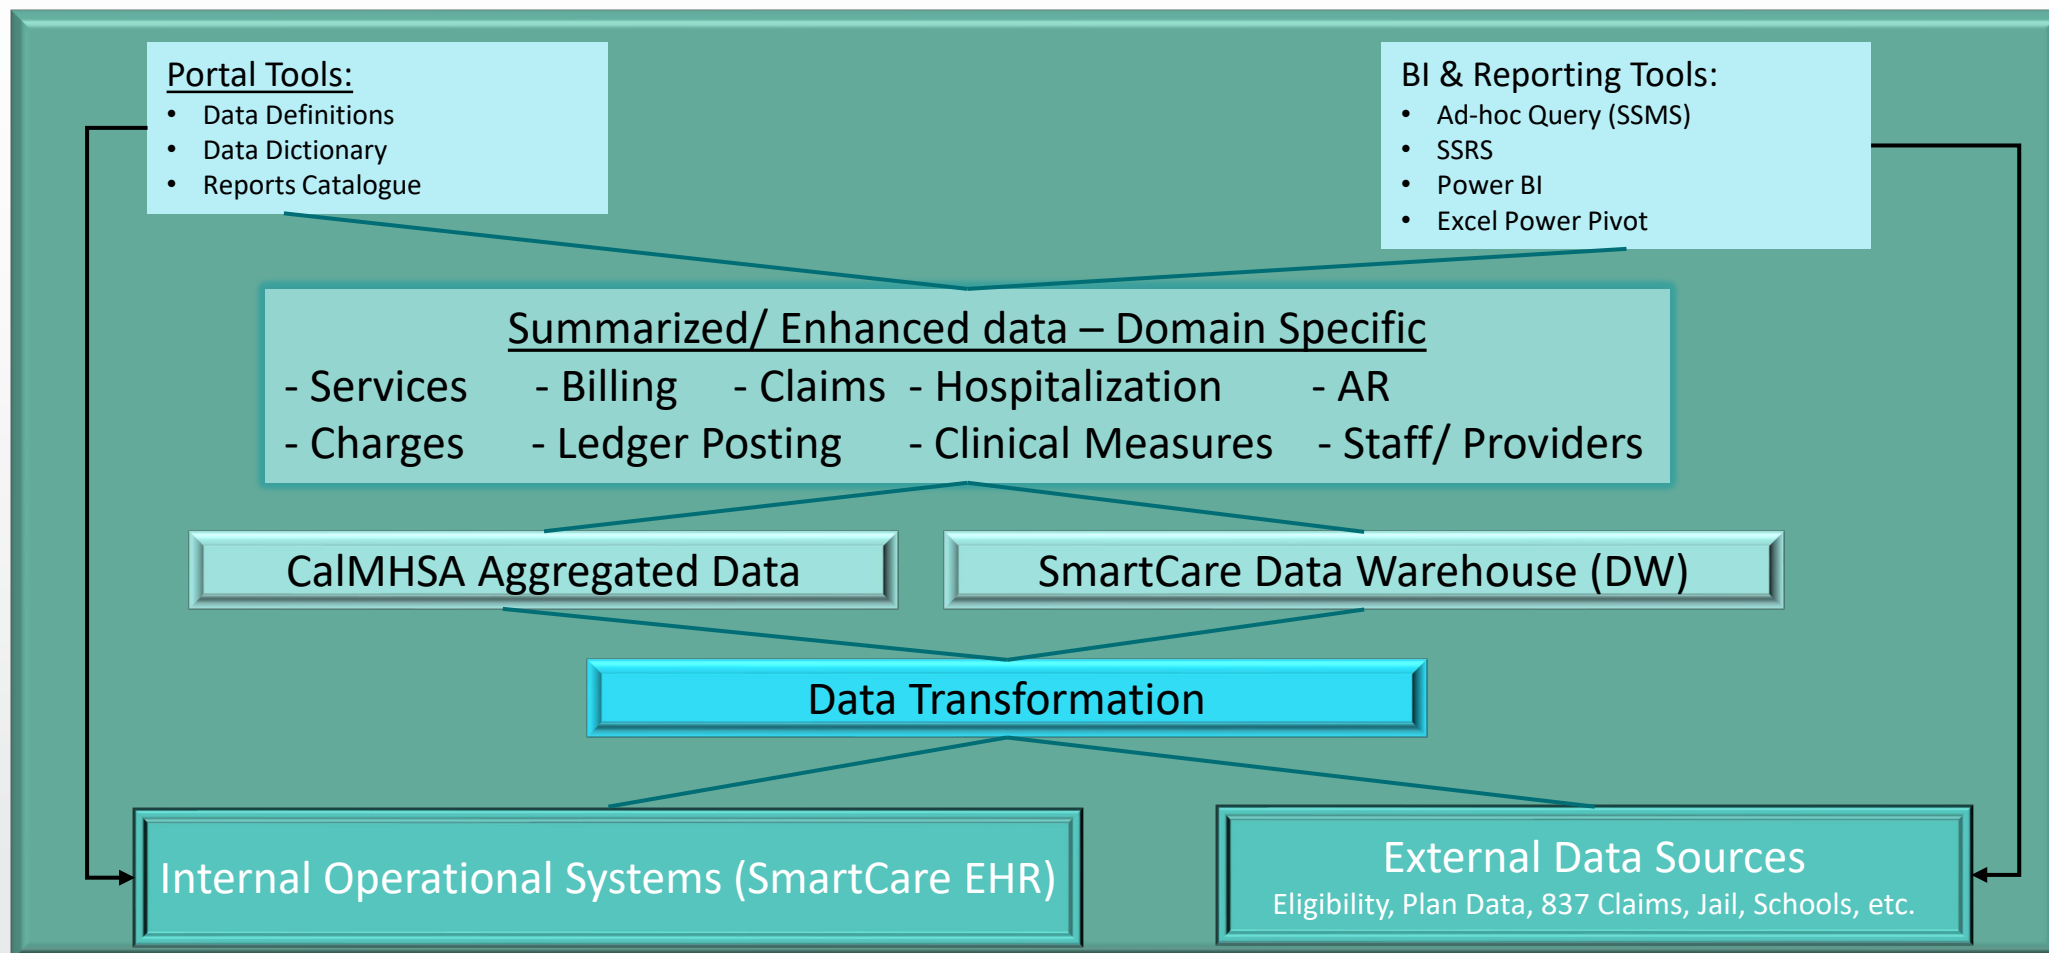 Portal Tools:
• Data Definitions
• Data Dictionary
• Reports Catalogue
BI & Reporting Tools:
• Ad-hoc Query (SSMS)
• SSRS
• Power BI
• Excel Power Pivot
Summarized/ Enhanced data – Domain Specific
- Services - Billing - Claims - Hospitalization - AR
- Charges - Ledger Posting - Clinical Measures - Staff/ Providers
CalMHSA Aggregated Data
SmartCare Data Warehouse (DW)
Data Transformation
Internal Operational Systems (SmartCare EHR)
External Data Sources
Eligibility, Plan Data, 837 Claims, Jail, Schools, etc.